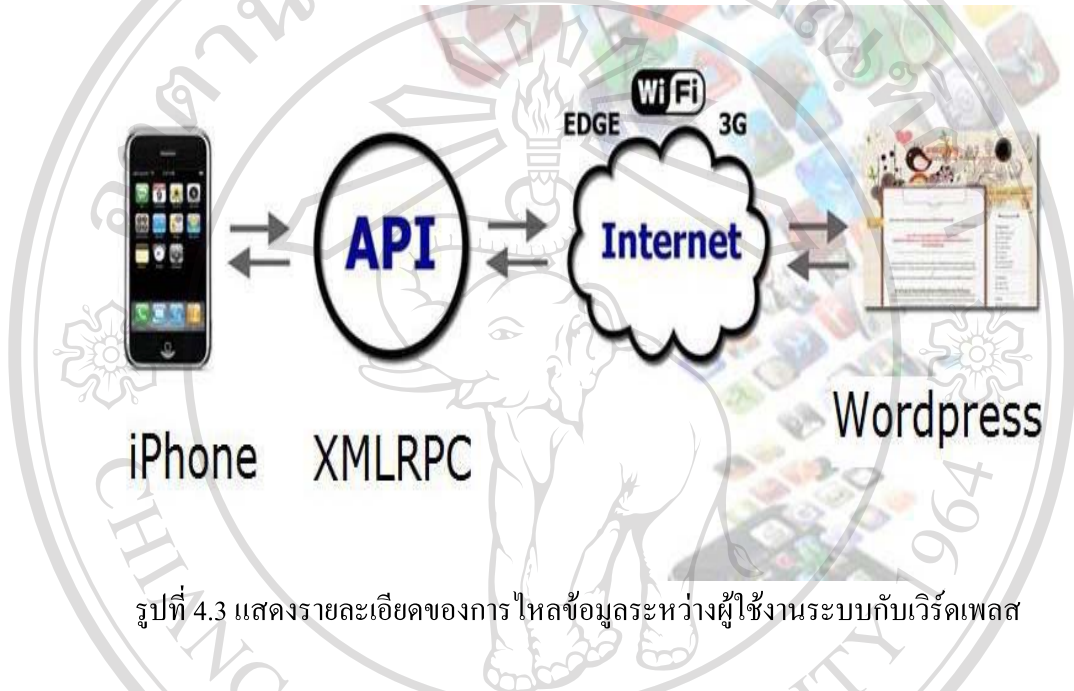 WiFi
EDGE 3G
API
Internet
iPhone XMLRPC Wordpress
รูปที่ 4.3 แสดงรายละเอียดของการไหลข้อมูลระหว่างผู้ใช้งานระบบกับเวิร์ดเพลส
1964